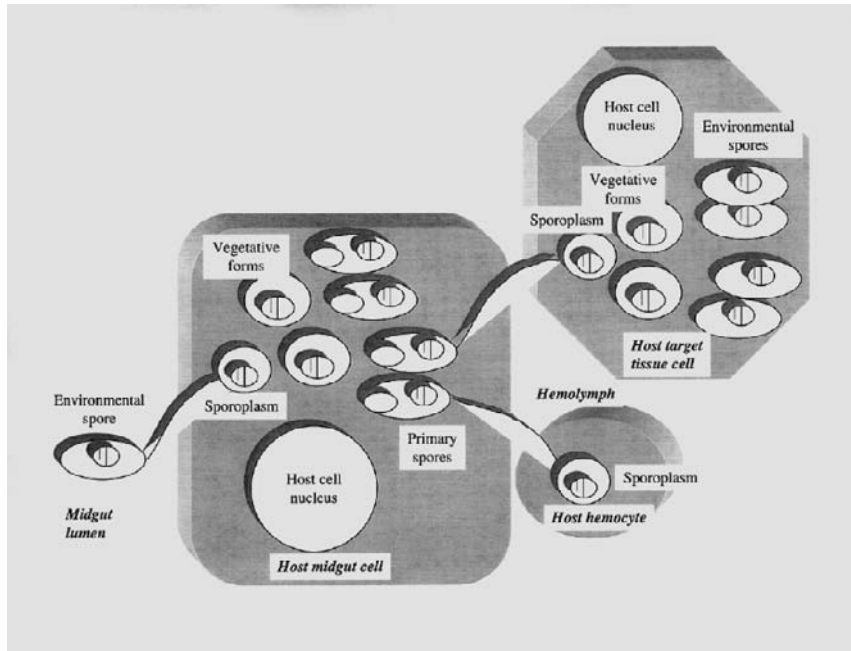 Host cell
nucleus
Environmental
spores
Vegetative
forms
Sporoplasm
Host target
tissue cell
Vegetative
forms
Sporoplasm
Environmental
spore
Midgut
lumen
Primary
spores
Host cell
nucleus
Host midgut cell
Hemolymph
Sporoplasm
Host hemocyte